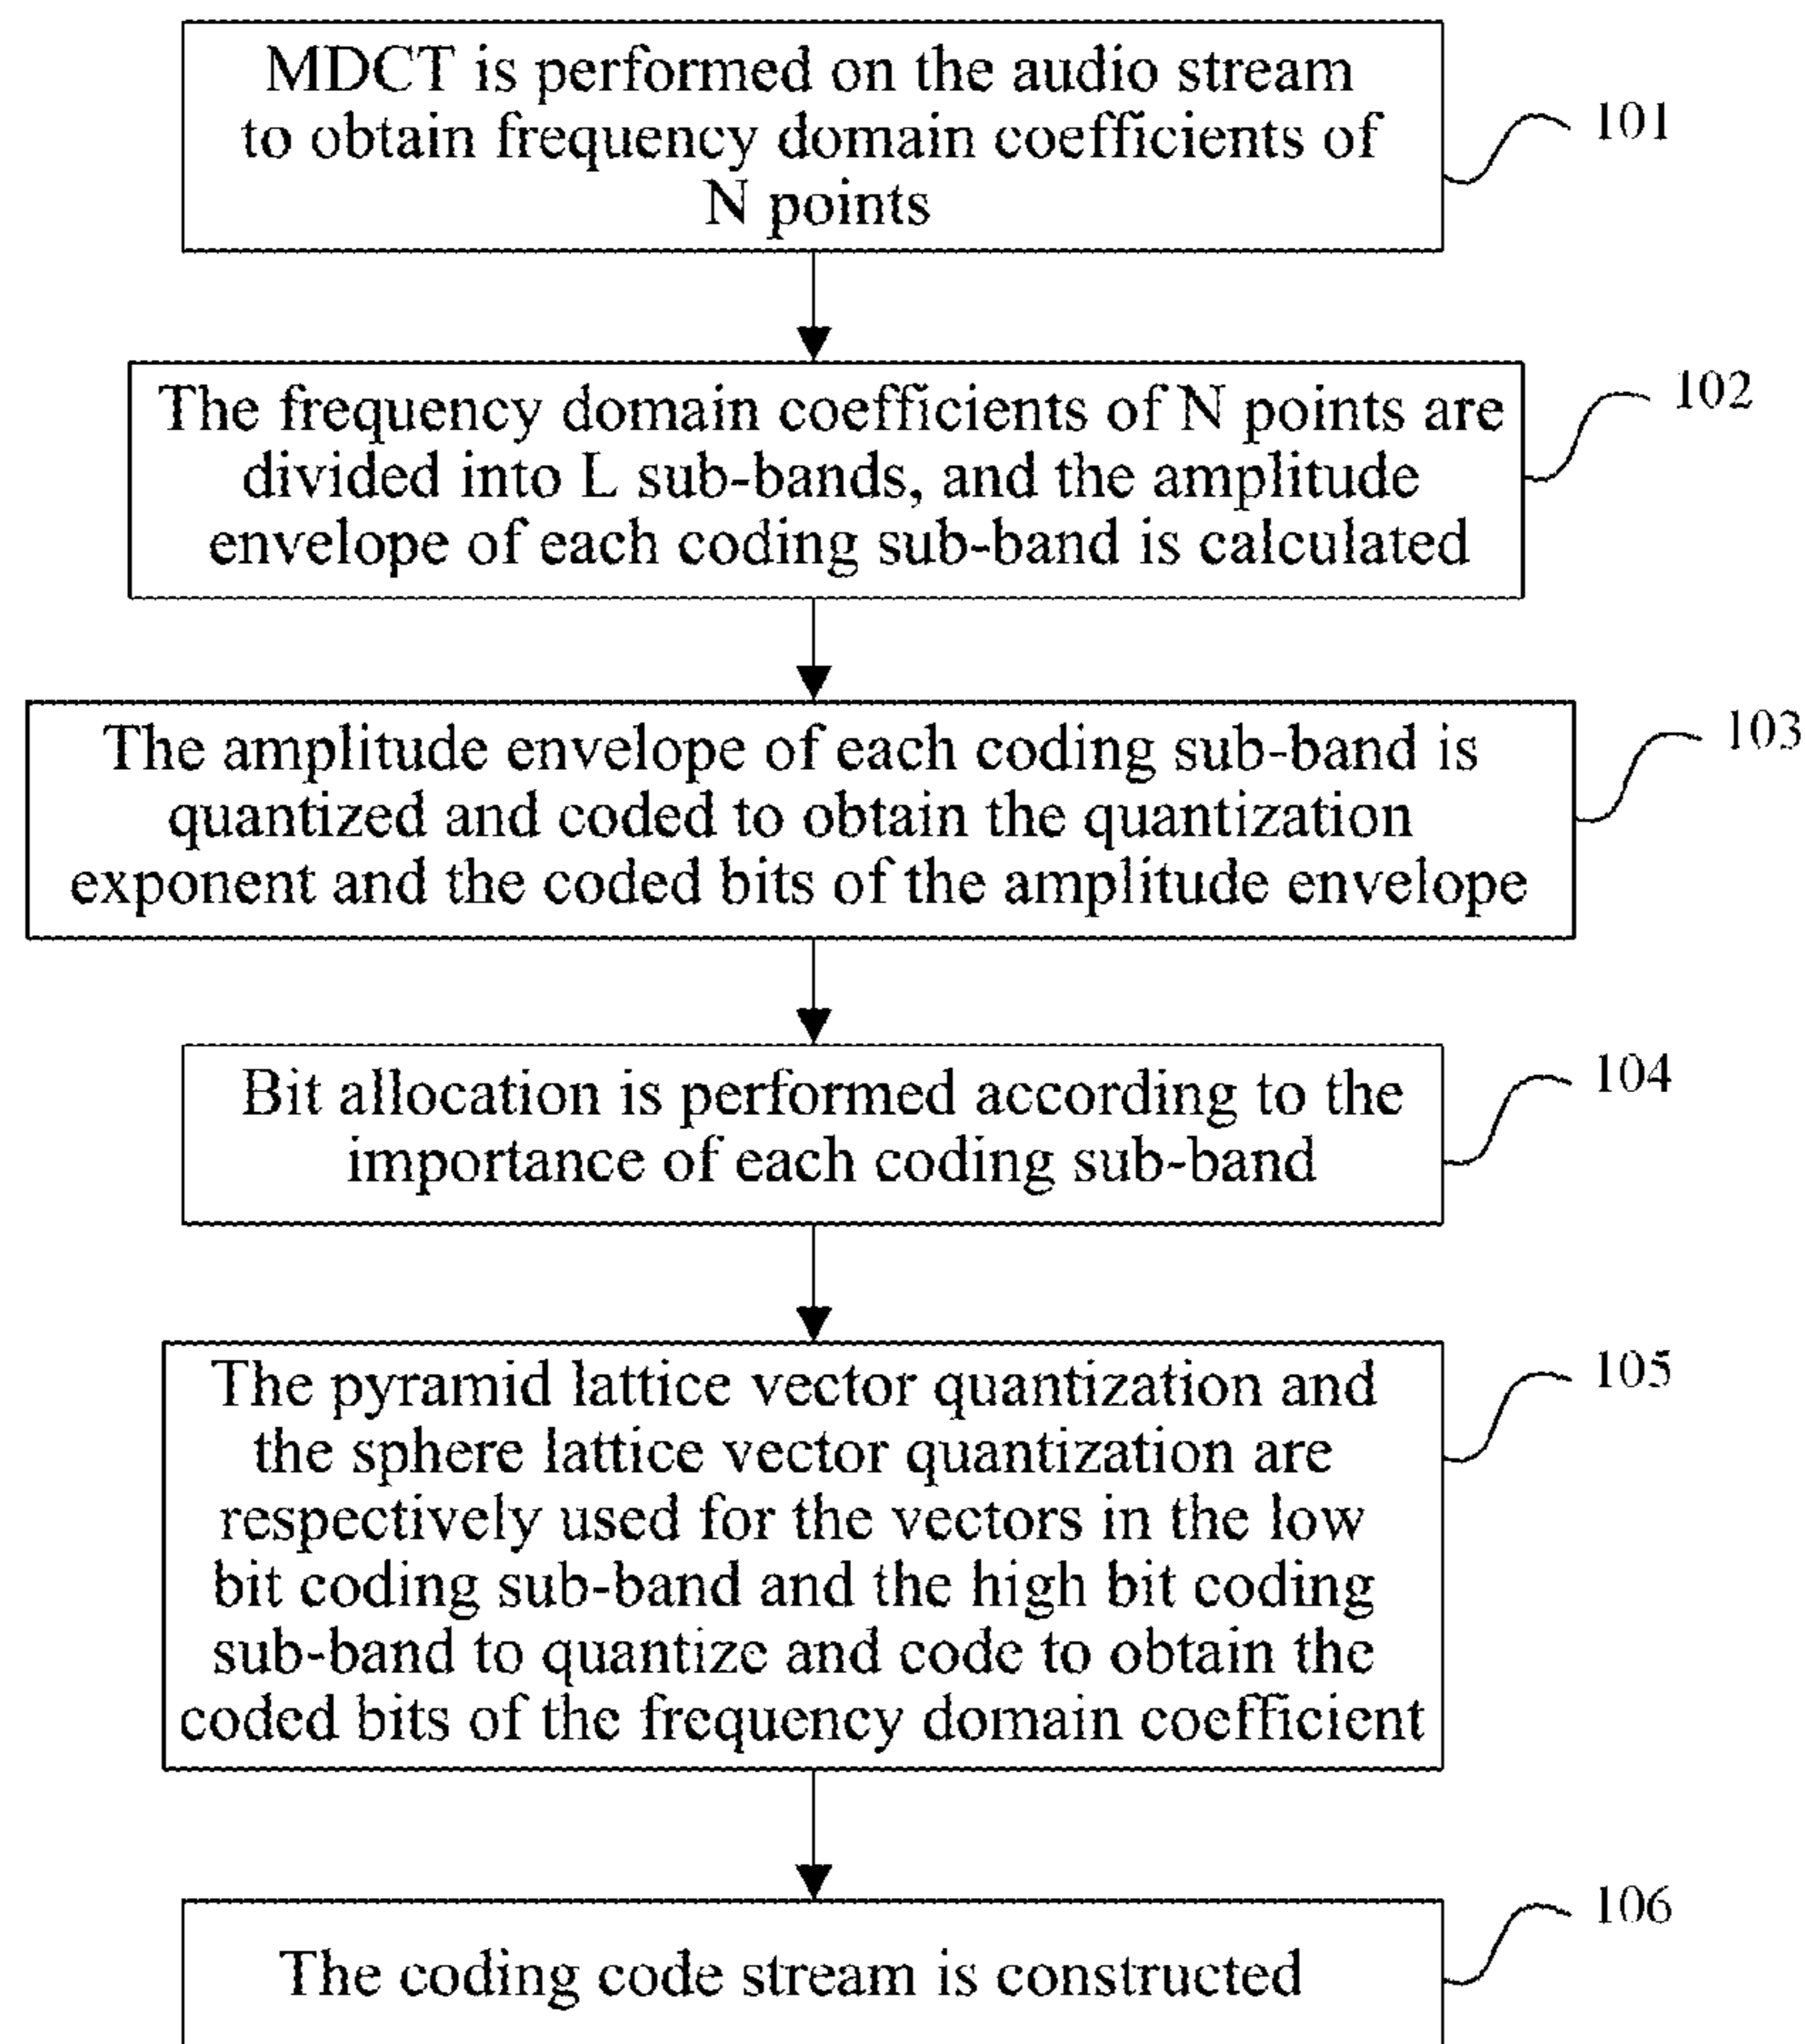 MDCT is performed on the audio stream
to obtain frequency domain coefficients of
N points
101
The frequency domain coefficients of N points are
divided into L sub-bands, and the amplitude
envelope of each coding sub-band is calculated
102
The amplitude envelope of each coding sub-band is
quantized and coded to obtain the quantization
exponent and the coded bits of the amplitude envelope
103
Bit allocation is performed according to the
importance of each coding sub-band
104
The pyramid lattice vector quantization and
the sphere lattice vector quantization are
respectively used for the vectors in the low
bit coding sub-band and the high bit coding
sub-band to quantize and code to obtain the
coded bits of the frequency domain coefficient
105
The coding code stream is constructed
106